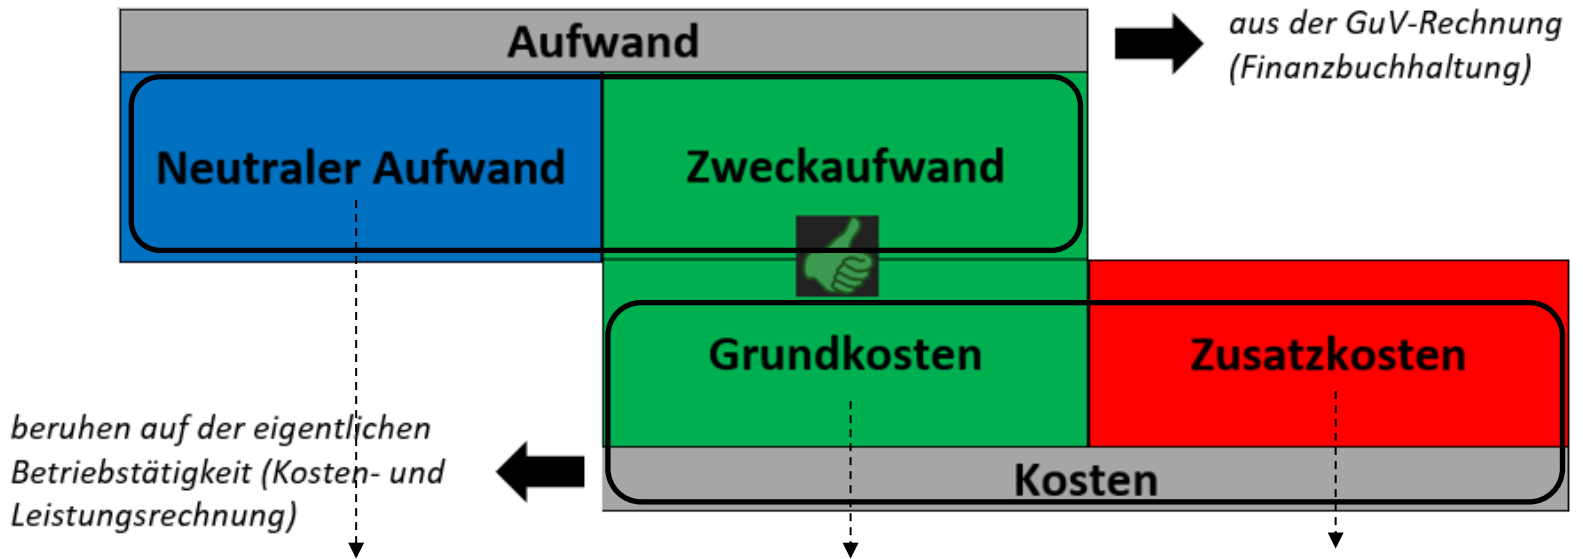 Aufwand
aus der GuV-Rechnung
(Finanzbuchhaltung)
Neutraler Aufwand
Zweckaufwand
Grundkosten
Zusatzkosten
beruhen auf der eigentlichen
Betriebstätigkeit (Kosten- und
Leistungsrechnung)
Kosten